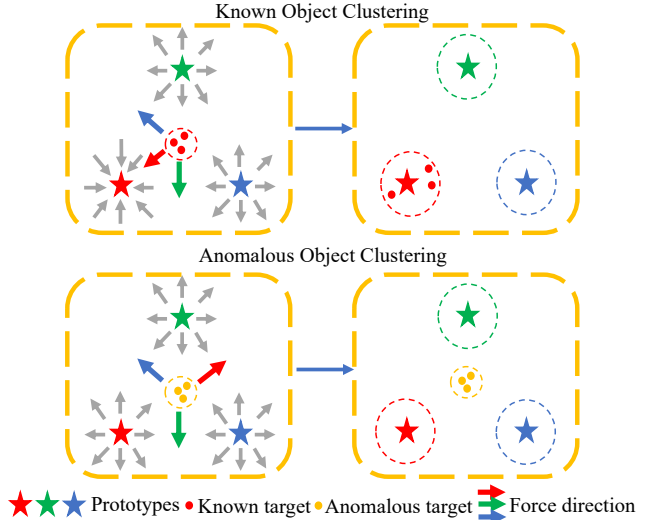 Known Object Clustering
Anomalous Object Clustering
Prototypes Known target Anomalous target Force direction